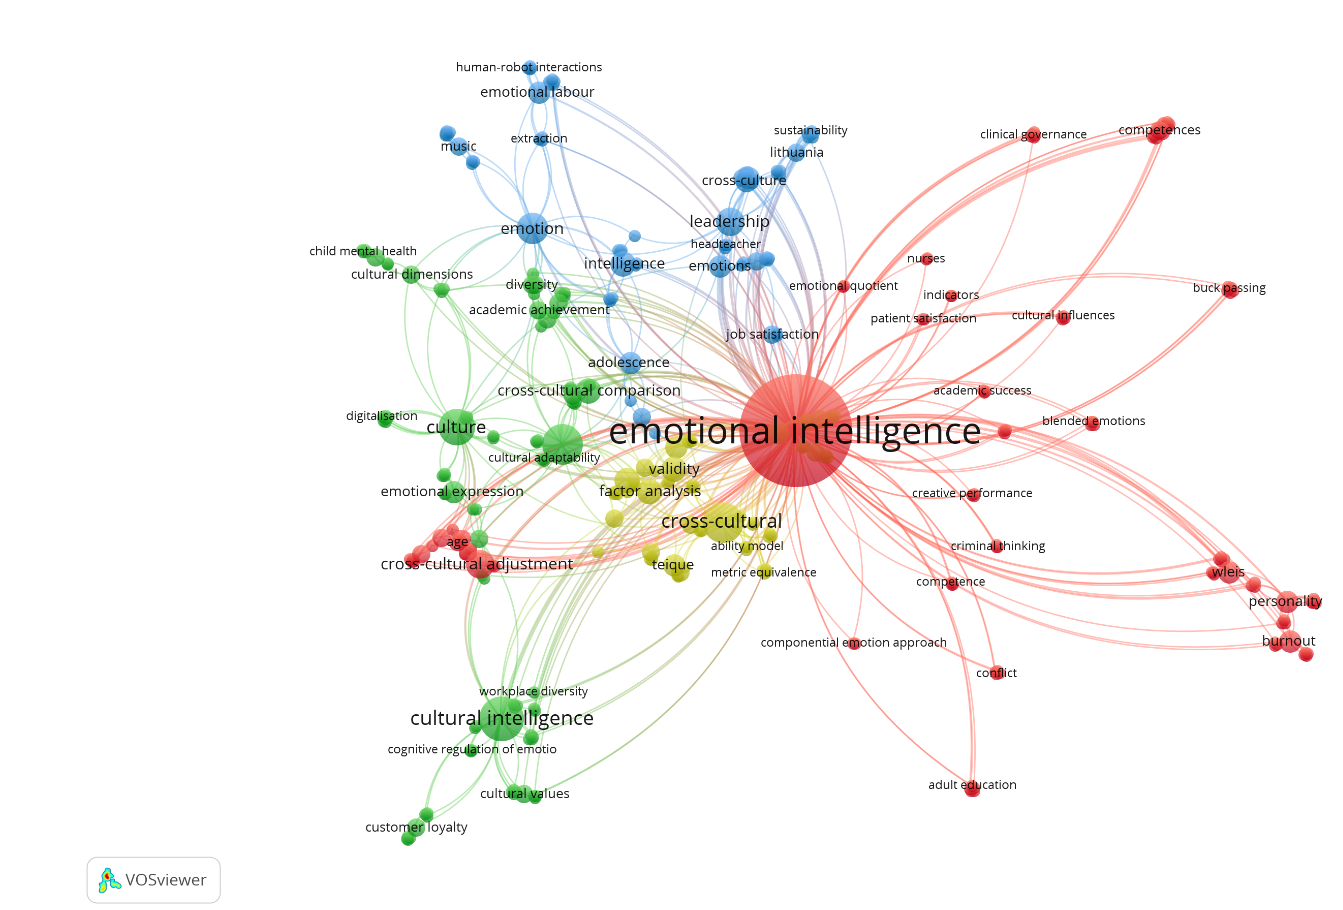 human-robot interactions
emotional labour
sustainability
clinical governance
competences
extraction
music
lithuania
cross-culture
leadership
emotion
headteacher
child mental health
nurses
intelligence
emotions
cultural dimensions
diversity
emotional quotient
buck passing
indicators
academic achievement
patient satisfaction
cultural influences
job satisfaction
adolescence
cross-cultural comparison
academic success
digitalisation
culture
emotional intelligence
blended emotions
cultural adaptability
validity
emotional expression
factor analysis
creative performance
cross-cultural
age
ability model
criminal thinking
cross-cultural adjustment
teique
metric equivalence
wleis
competence
personality
componential emotion approach
burnout
conflict
workplace diversity
cultural intelligence
cognitive regulation of emotio
adult education
cultural values
customer loyalty
VOSviewer